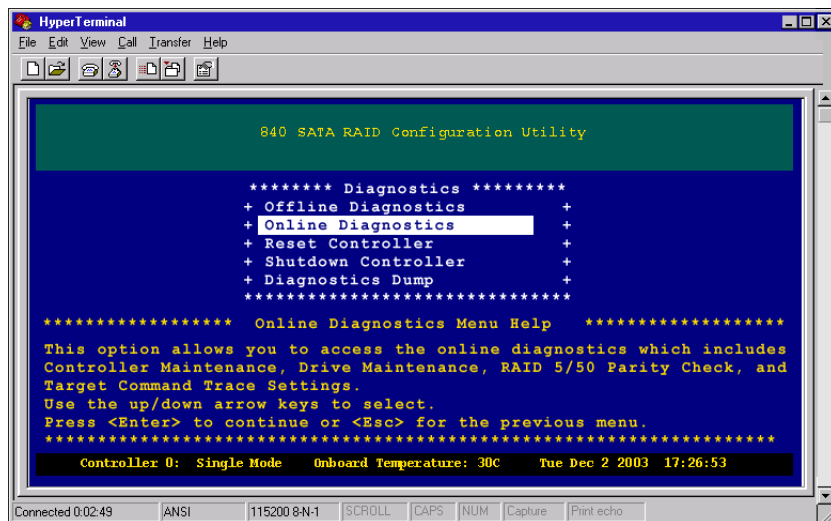 HyperTerminal
File Edit View Call Transfer Help
840 SATA RAID Configuration Utility
******** Diagnostics *********
+ Offline Diagnostics +
+ Online Diagnostics +
+ Reset Controller +
+ Shutdown Controller +
+ Diagnostics Dump +
********************************
****************** Online Diagnostics Menu Help *******************
This option allows you to access the online diagnostics which includes
Controller Maintenance, Drive Maintenance, RAID 5/50 Parity Check, and
Target Command Trace Settings.
Use the up/down arrow keys to select.
Press <Enter> to continue or <Esc> for the previous menu.
**********************************************************************
Controller 0: Single Mode Onboard Temperature: 30C Tue Dec 2 2003 17:26:53
Connected 0:02:49 ANSI 115200 8-N-1 SCROLL CAPS NUM Capture Print echo